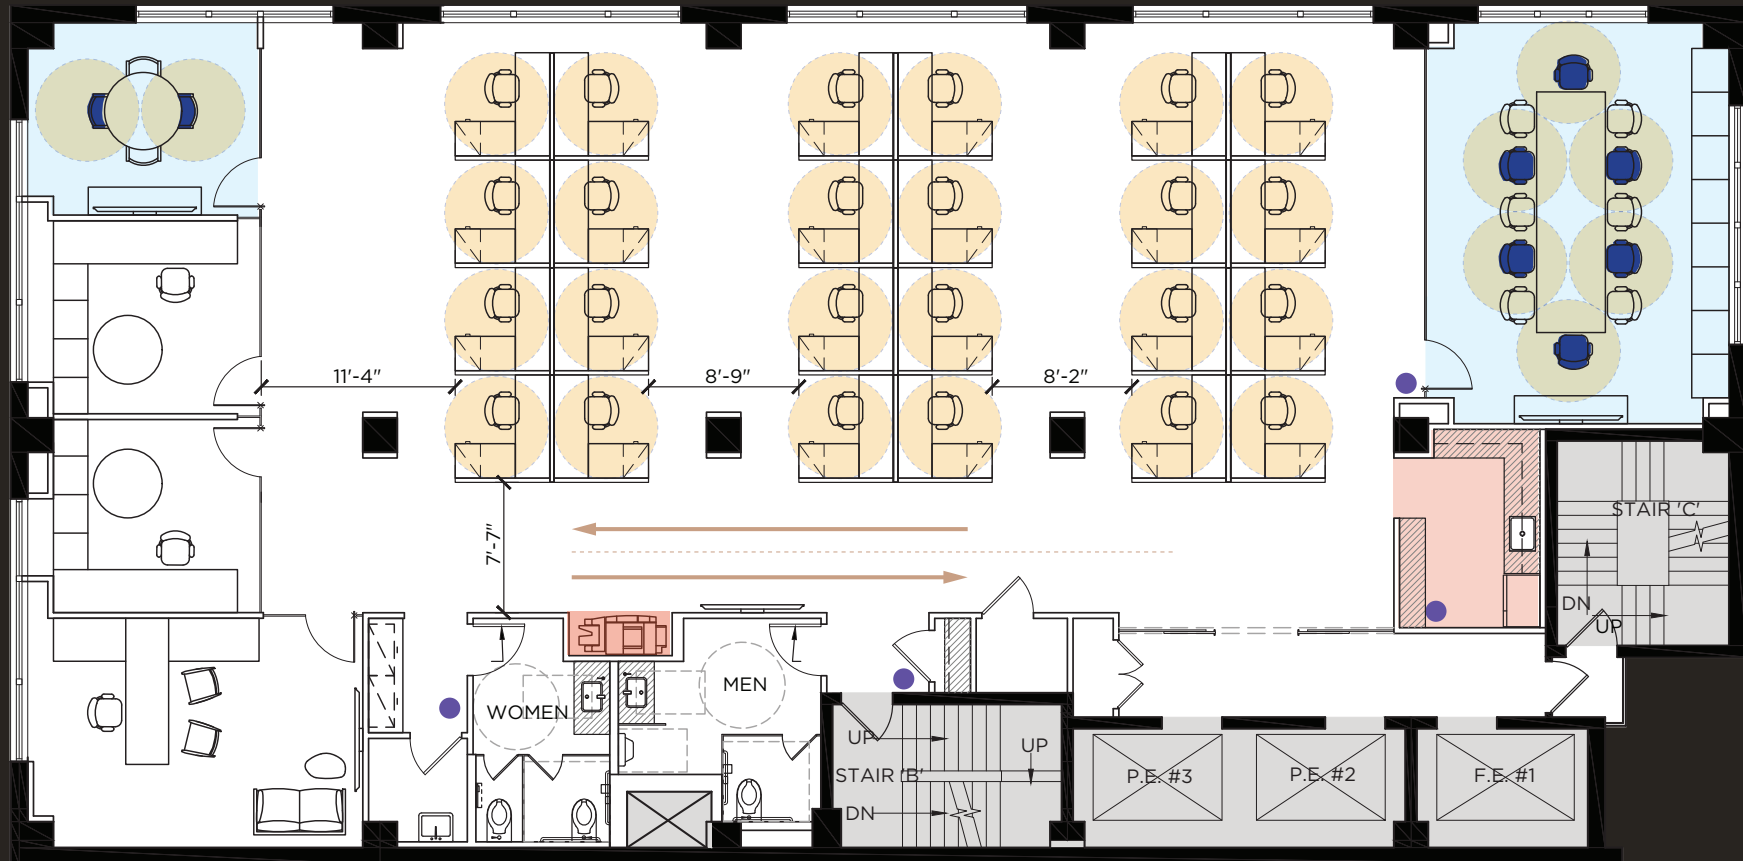 11'-4"
8'-9"
8'-2"
7'-7"
STAIR 'C'
DN
UP
MEN
WOMEN
UP
UP
STAIR 'B'
DN
P.E. #3
P.E. #2
F.E. #1